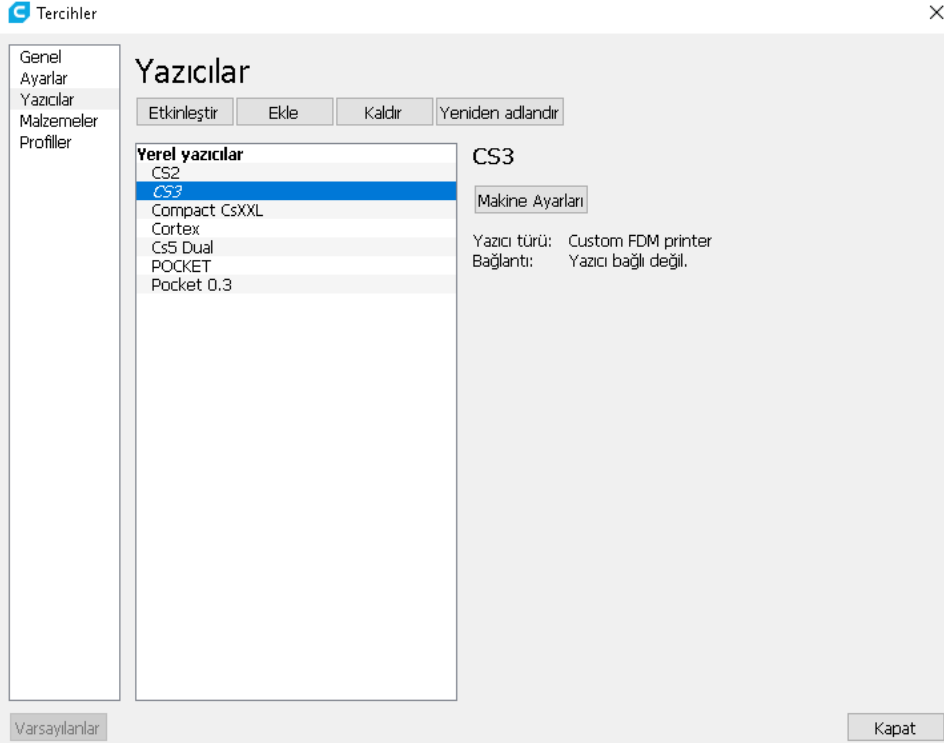 Tercihler
Genel
Ayarlar
Yazıcılar
Malzemeler
Profiller
Yazıcılar
Etkinleştir Ekle Kaldır Yeniden adlandır
Yerel yazıcılar
CS2
CS3
Compact CsXXL
Cortex
Cs5 Dual
POCKET
Pocket 0.3
CS3
Makine Ayarları
Yazıcı türü: Custom FDM printer
Bağlantı: Yazıcı bağlı değil.
Varsayılanlar
Kapat